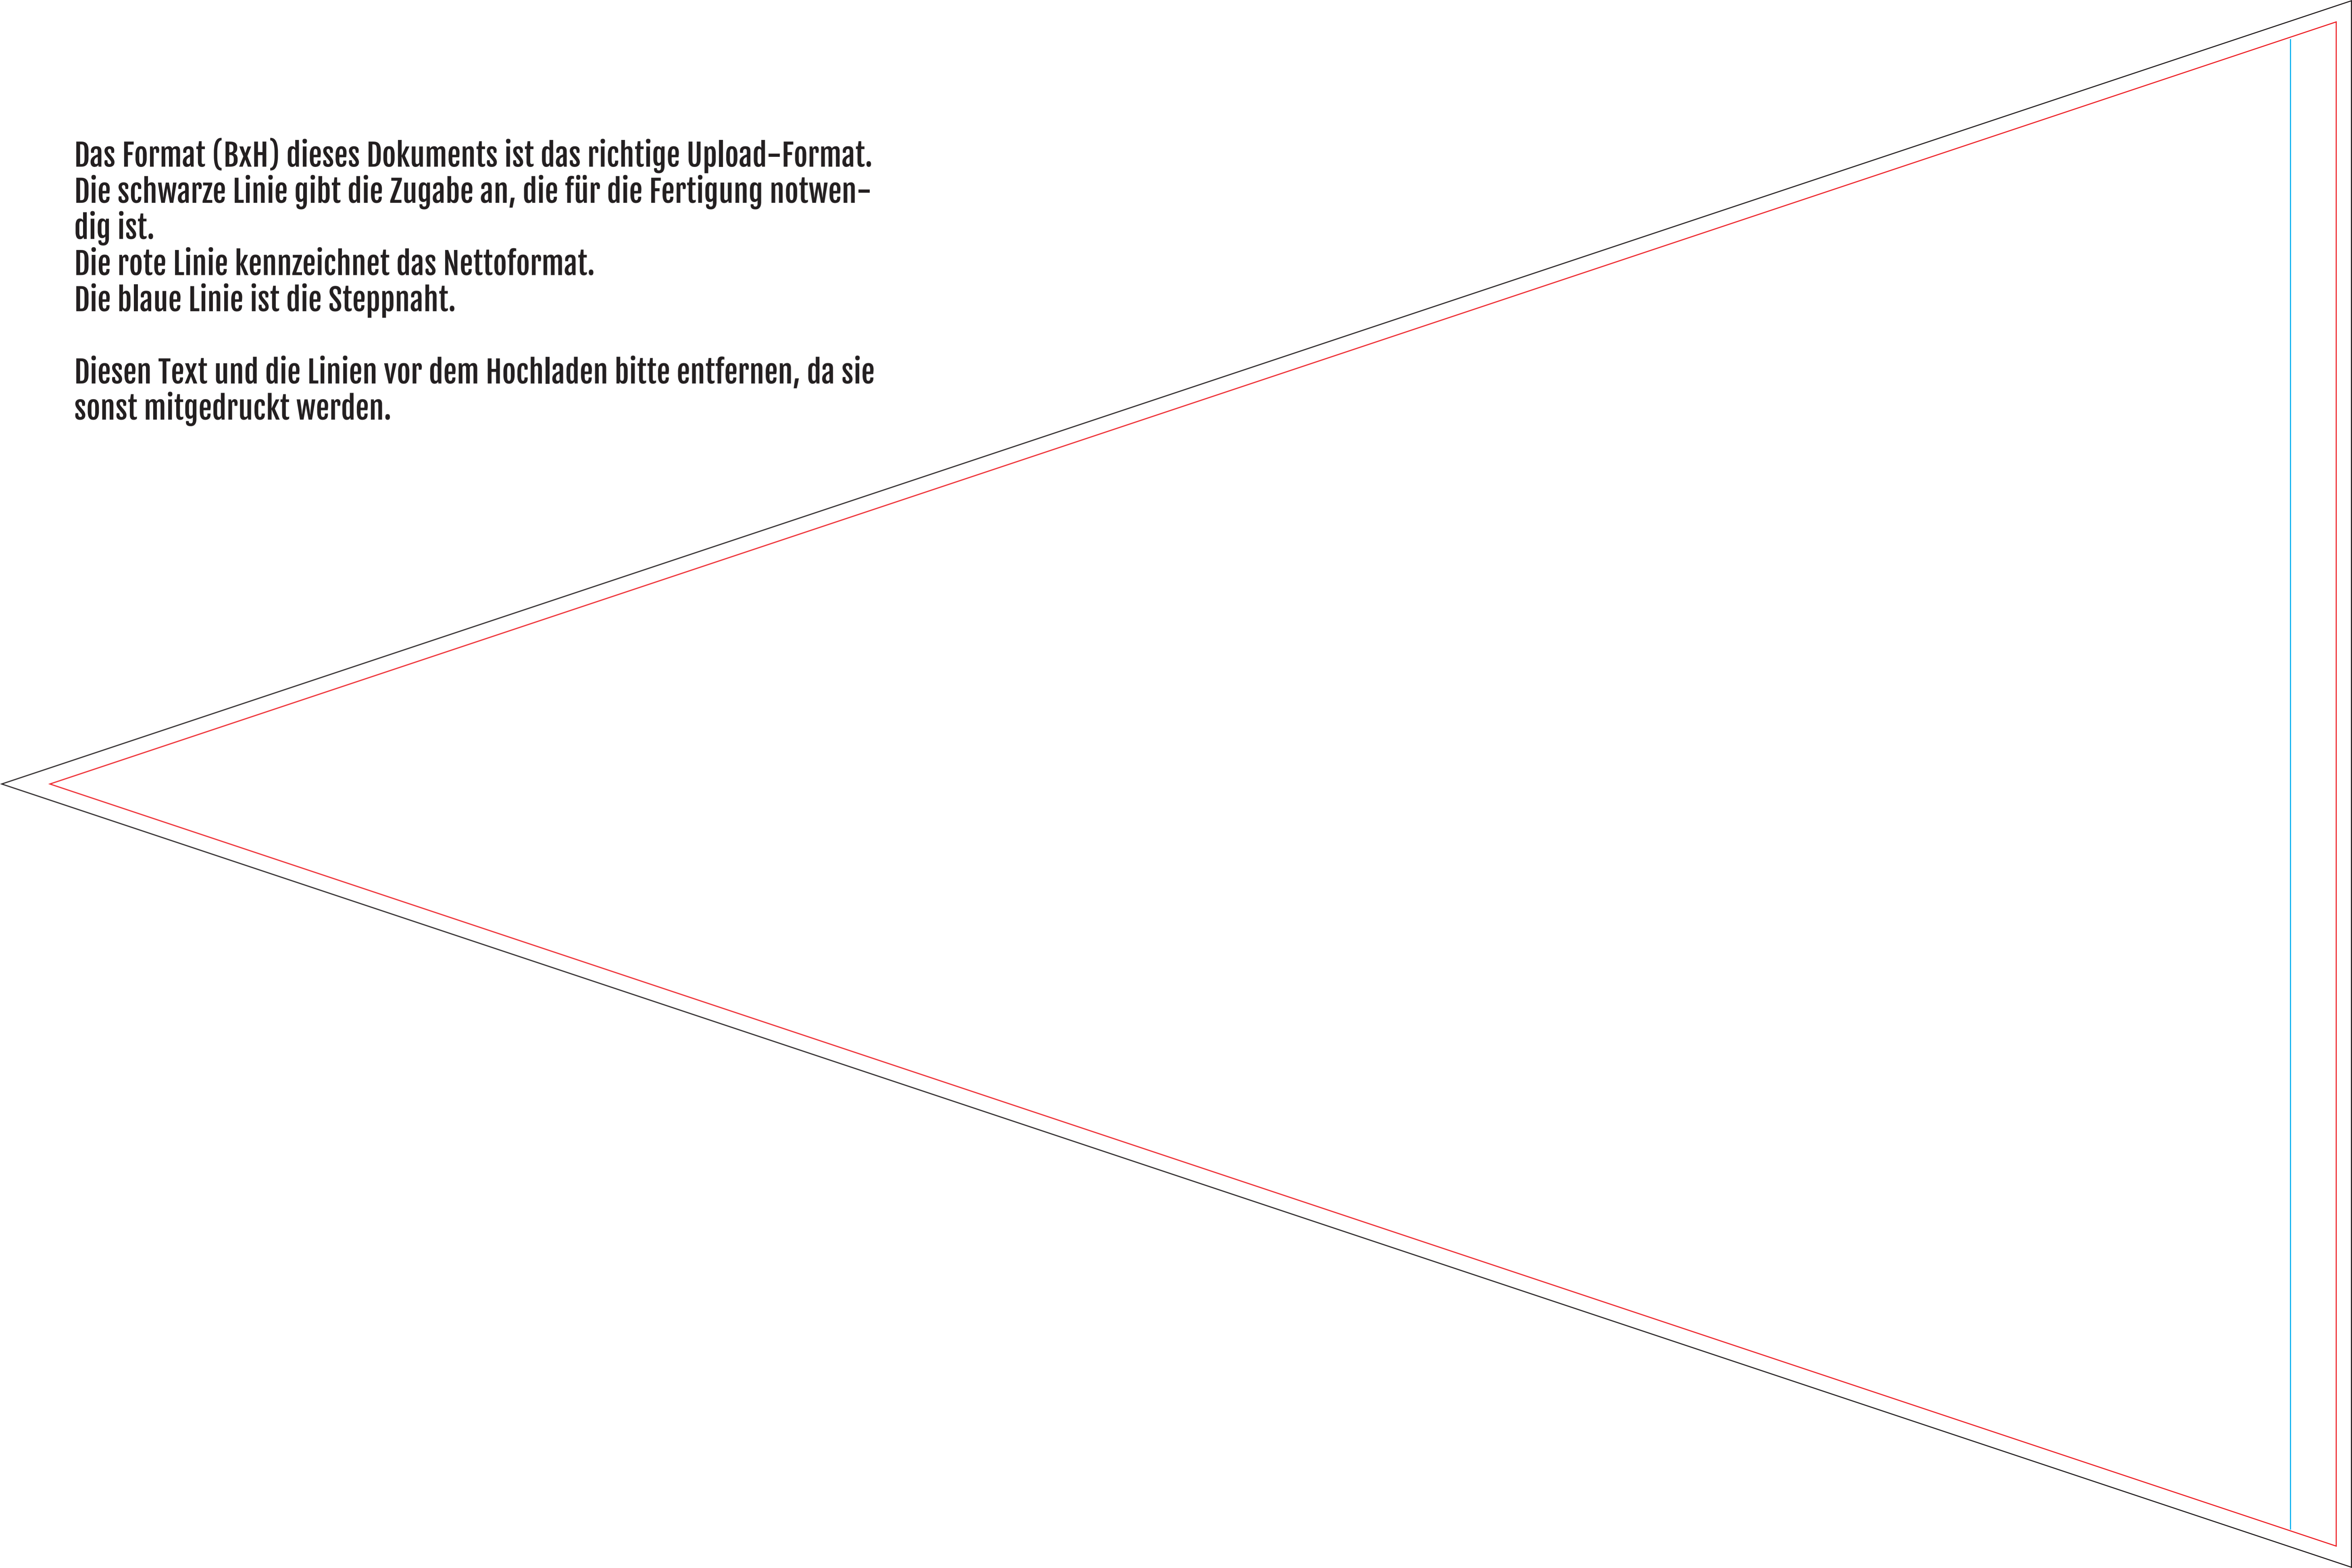 Das Format (BxH) dieses Dokuments ist das richtige Upload-Format.
Die schwarze Linie gibt die Zugabe an, die für die Fertigung notwen-
dig ist.
Die rote Linie kennzeichnet das Nettoformat.
Die blaue Linie ist die Steppnaht.
Diesen Text und die Linien vor dem Hochladen bitte entfernen, da sie
sonst mitgedruckt werden.